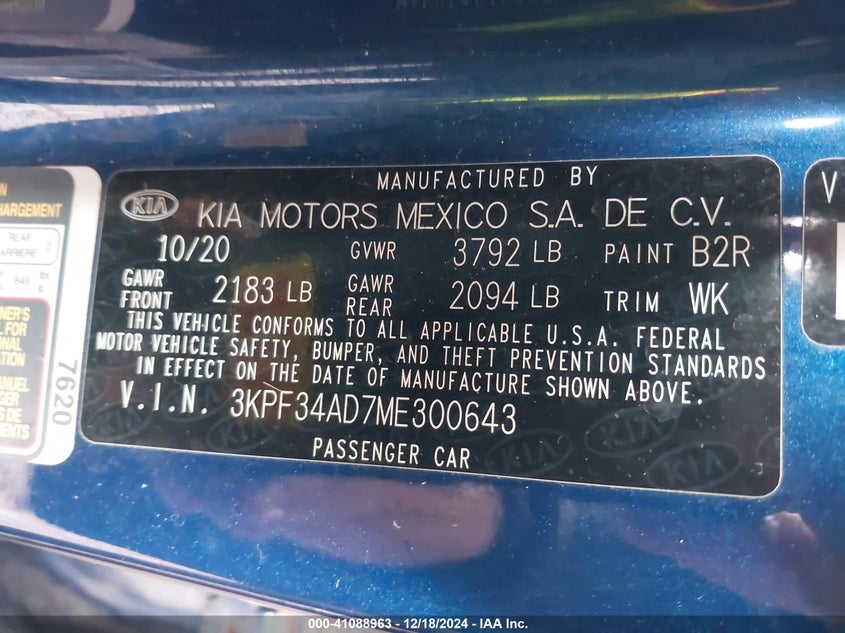 MANUFACTURED BY
KIA KIA MOTORS MEXICO S.A. DE C.V.
10/20 GVWR 3792 LB PAINT B2R
GAWR FRONT 2183 LB GAWR REAR 2094 LB TRIM WK
THIS VEHICLE CONFORMS TO ALL APPLICABLE U.S.A. FEDERAL
MOTOR VEHICLE SAFETY, BUMPER, AND THEFT PREVENTION STANDARDS
IN EFFECT ON THE DATE OF MANUFACTURE SHOWN ABOVE.
V.I.N. 3KPF34AD7ME300643
PASSENGER CAR
REAR
7620
V
000-41088963 - 12/18/2024 - IAA Inc.